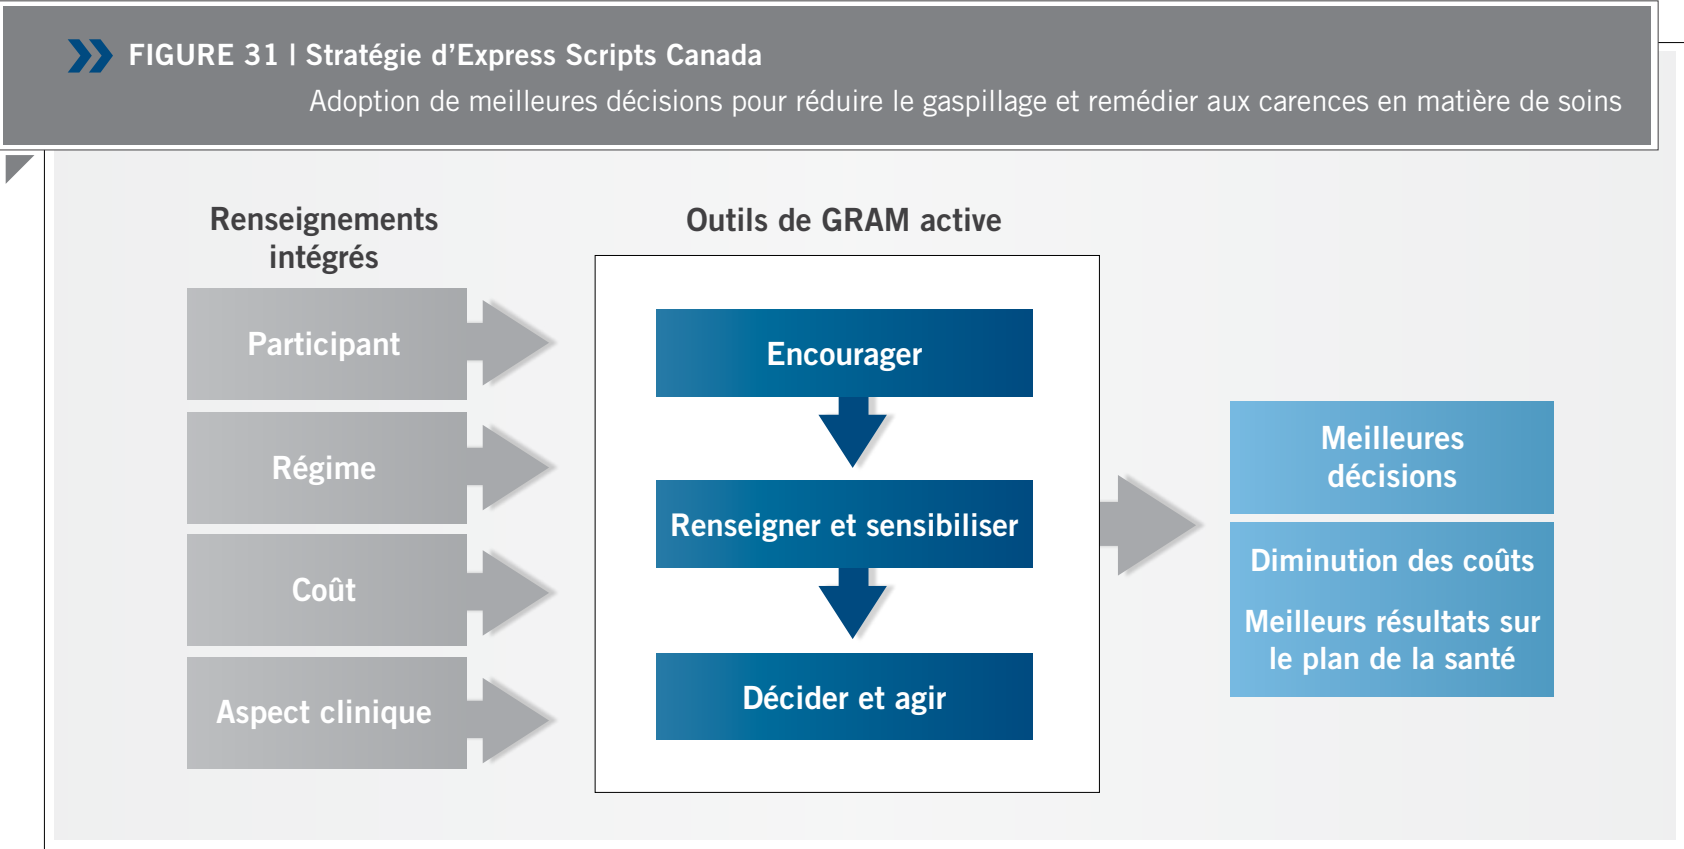 FIGURE 31 | Stratégie d’Express Scripts Canada
Adoption de meilleures décisions pour réduire le gaspillage et remédier aux carences en matière de soins
Renseignements
intégrés
Participant
Régime
Coût
Aspect clinique
Outils de GRAM active
Encourager
Renseigner et sensibiliser
Décider et agir
Meilleures
décisions
Diminution des coûts
Meilleurs résultats sur
le plan de la santé